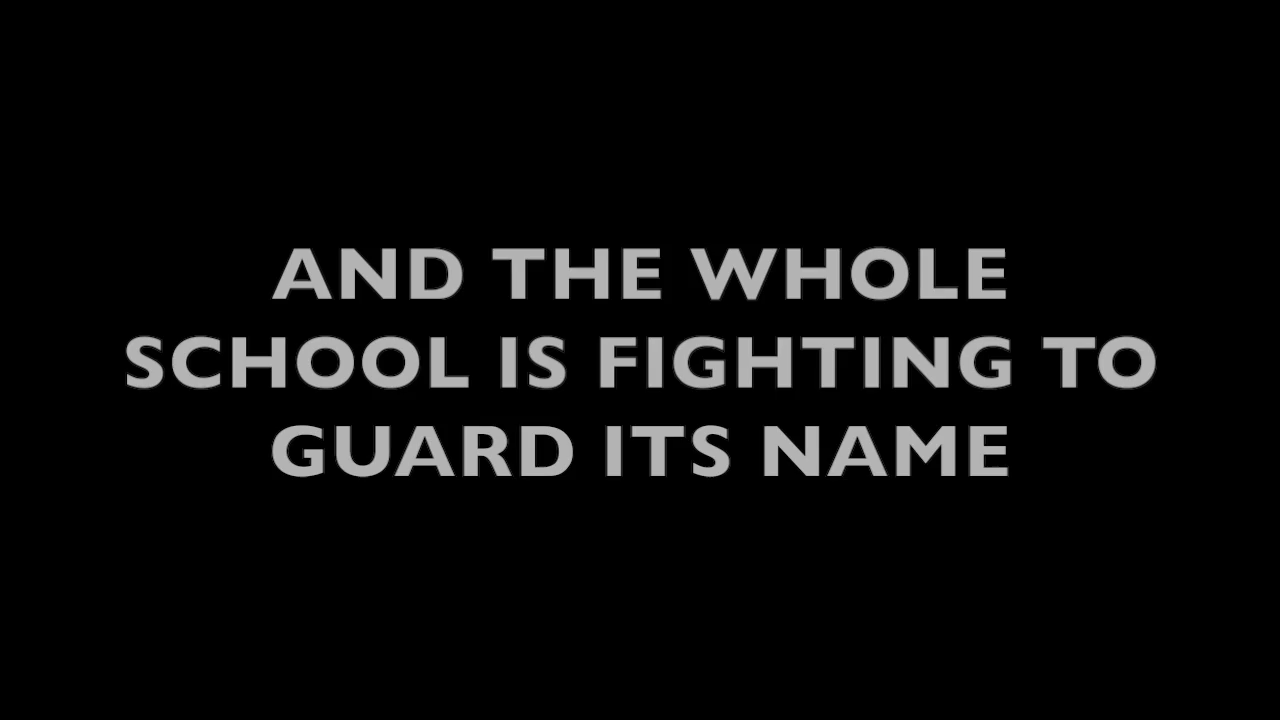 AND THE WHOLE
SCHOOL IS FIGHTING TO
GUARD ITS NAME